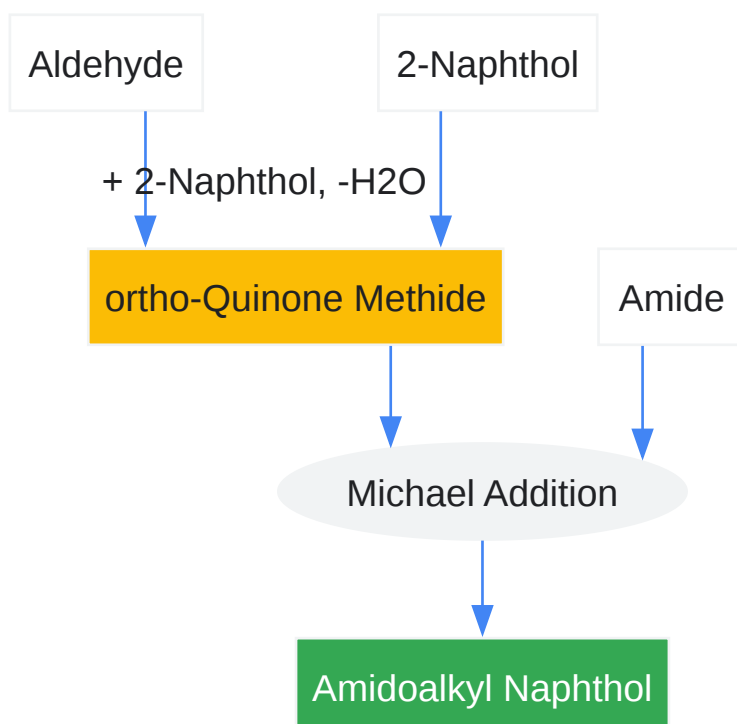 Aldehyde
2-Naphthol
+ 2-Naphthol, -H2O
ortho-Quinone Methide
Amide
Michael Addition
Amidoalkyl Naphthol